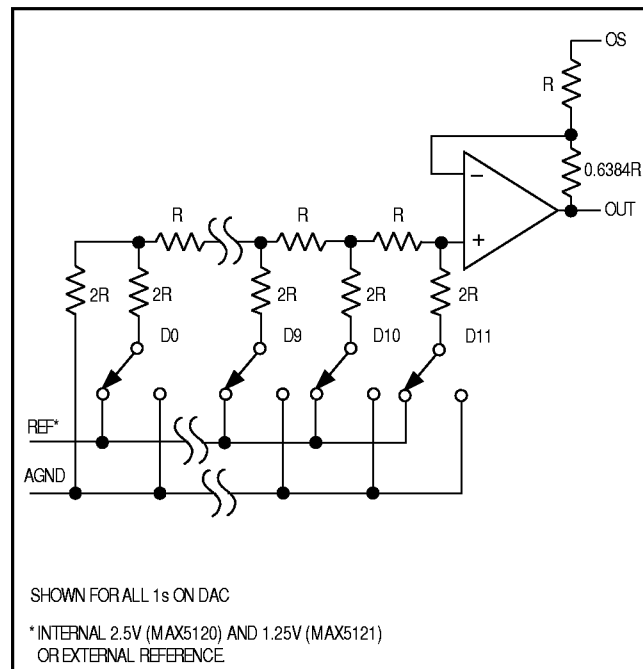 OS
R
0.6384R
OUT
R
R
R
−
+
2R
2R
2R
2R
2R
D0
D9
D10
D11
REF*
AGND
SHOWN FOR ALL 1s ON DAC
* INTERNAL 2.5V (MAX5120) AND 1.25V (MAX5121)
OR EXTERNAL REFERENCE.